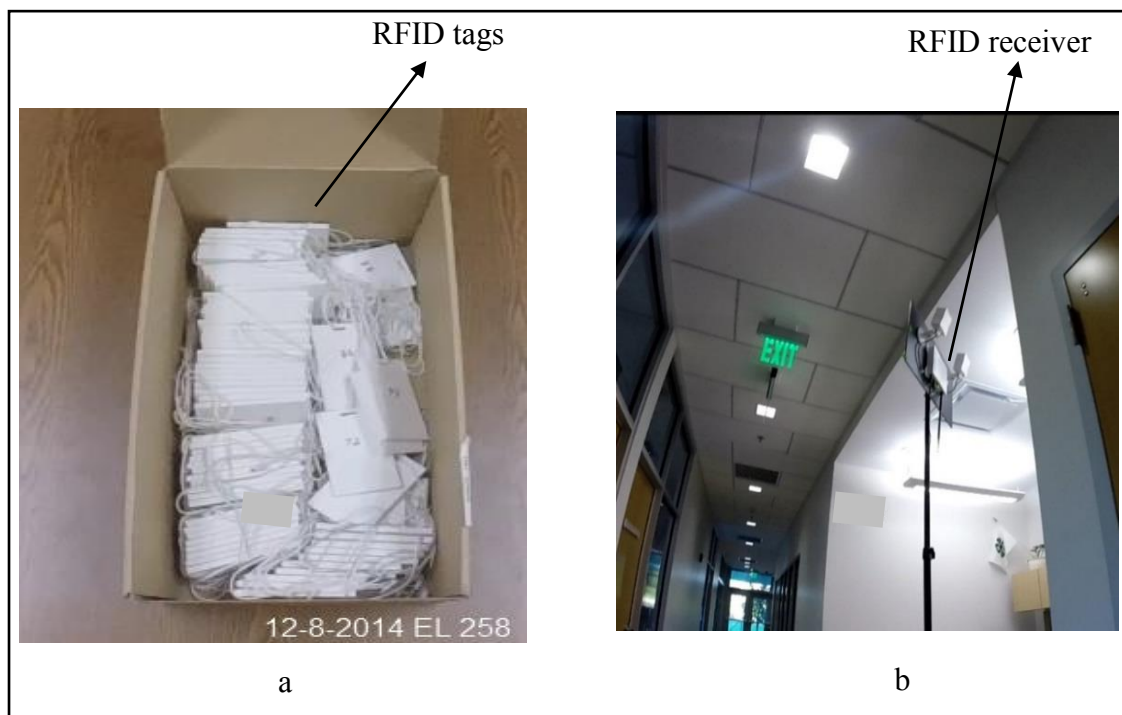 RFID tags
RFID receiver
EXIT
12-8-2014 EL 258
a
b